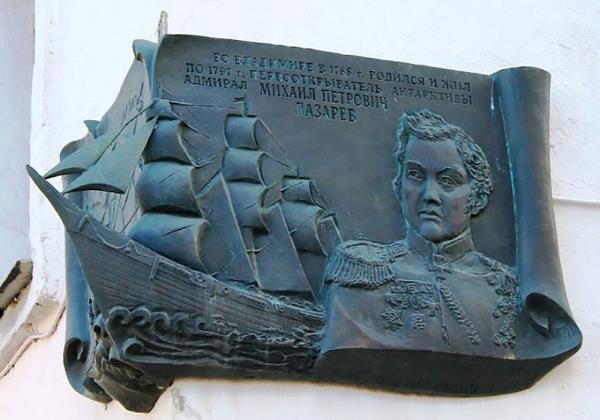 ВО ВЛАДИМИРЕ В 1788 г. РОДИЛСЯ И ЖИЛ
ПО 1797 г. ПЕРВООТКРЫВАТЕЛЬ АНТАРКТИДЫ
АДМИРАЛ МИХАИЛ ПЕТРОВИЧ
ЛАЗАРЕВ